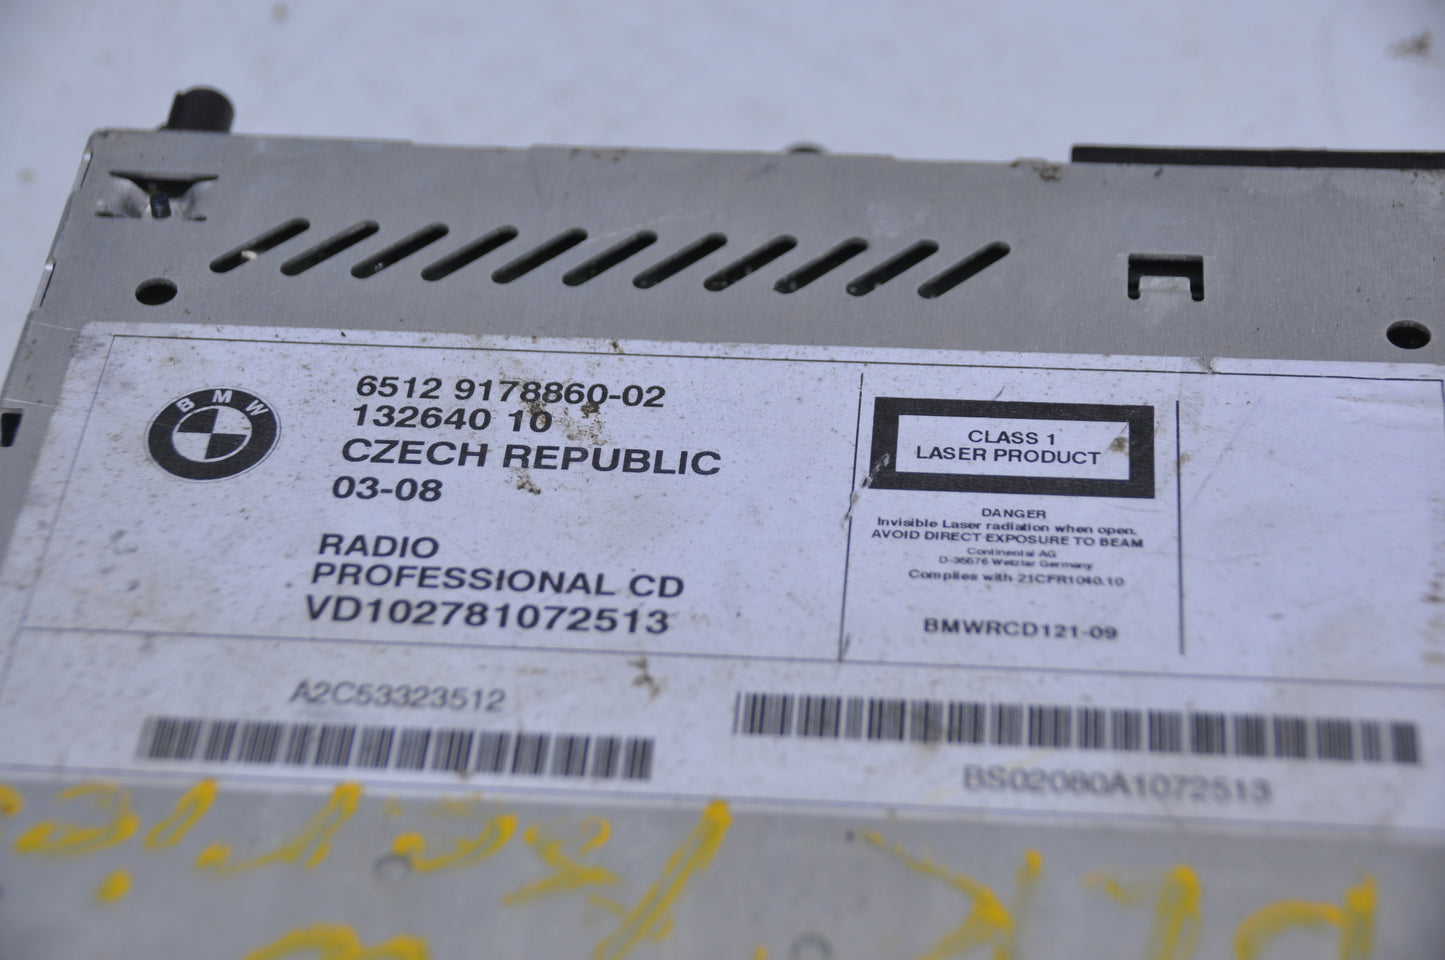 BMW
6512 9178860-02
132640 10
CZECH REPUBLIC
03-08
RADIO
PROFESSIONAL CD
VD102781072513
CLASS 1
LASER PRODUCT
DANGER
Invisible Laser radiation when open.
AVOID DIRECT EXPOSURE TO BEAM
Continental AG
D-35576 Wetzlar Germany
Complies with 21CFR1040.10
BMWRCD121-09
A2C53323512
BS02080A1072513